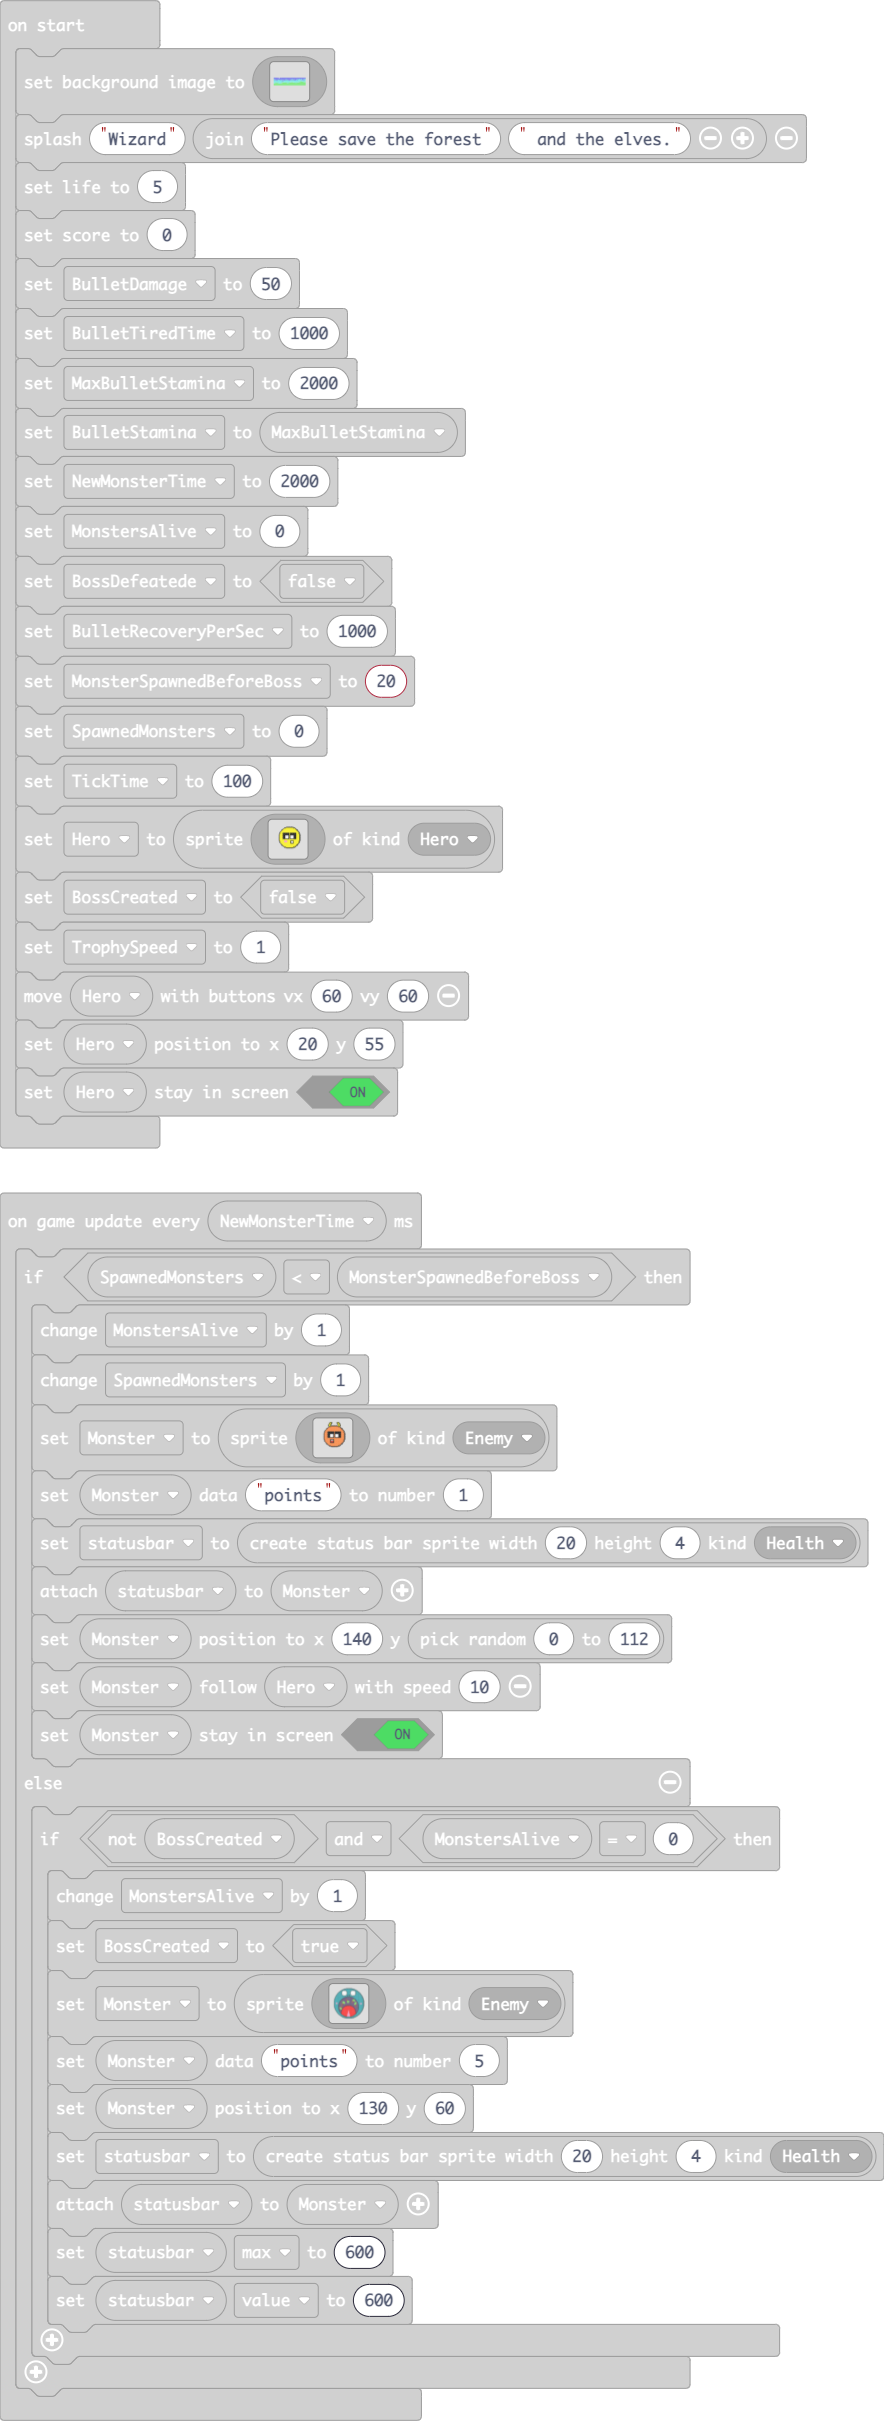 on start
set background image to
splash "Wizard" join "Please save the forest" " and the elves."
set life to 5
set score to 0
set BulletDamage to 50
set BulletTiredTime to 1000
set MaxBulletStamina to 2000
set BulletStamina to MaxBulletStamina
set NewMonsterTime to 2000
set MonstersAlive to 0
set BossDefeatede to false
set BulletRecoveryPerSec to 1000
set MonsterSpawnedBeforeBoss to 20
set SpawnedMonsters to 0
set TickTime to 100
set Hero to sprite of kind Hero
set BossCreated to false
set TrophySpeed to 1
move Hero with buttons vx 60 vy 60
set Hero position to x 20 y 55
set Hero stay in screen ON
on game update every NewMonsterTime ms
if SpawnedMonsters < MonsterSpawnedBeforeBoss then
change MonstersAlive by 1
change SpawnedMonsters by 1
set Monster to sprite of kind Enemy
set Monster data "points" to number 1
set statusbar to create status bar sprite width 20 height 4 kind Health
attach statusbar to Monster
set Monster position to x 140 y pick random 0 to 112
set Monster follow Hero with speed 10
set Monster stay in screen ON
else
if not BossCreated and MonstersAlive = 0 then
change MonstersAlive by 1
set BossCreated to true
set Monster to sprite of kind Enemy
set Monster data "points" to number 5
set Monster position to x 130 y 60
set statusbar to create status bar sprite width 20 height 4 kind Health
attach statusbar to Monster
set statusbar max to 600
set statusbar value to 600